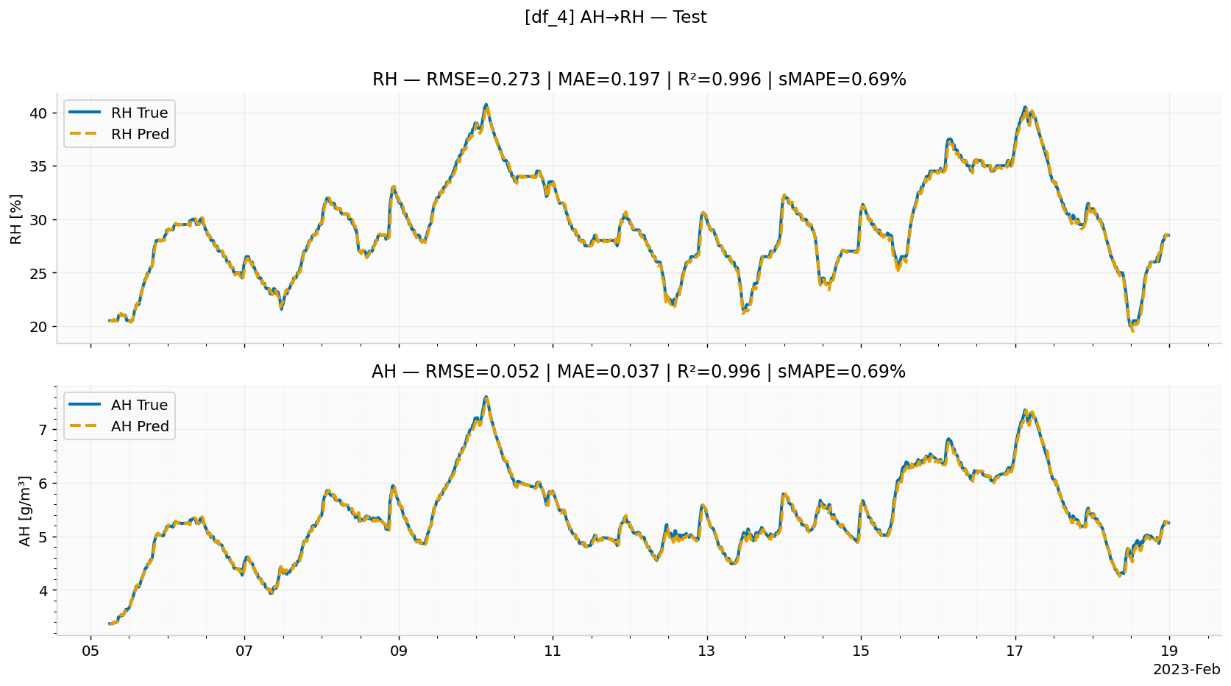 [df_4] AH→RH — Test
RH — RMSE=0.273 | MAE=0.197 | R²=0.996 | sMAPE=0.69%
RH True
RH Pred
RH [%]
40
35
30
25
20
AH — RMSE=0.052 | MAE=0.037 | R²=0.996 | sMAPE=0.69%
AH True
AH Pred
AH [g/m³]
7
6
5
4
05 07 09 11 13 15 17 19
2023-Feb